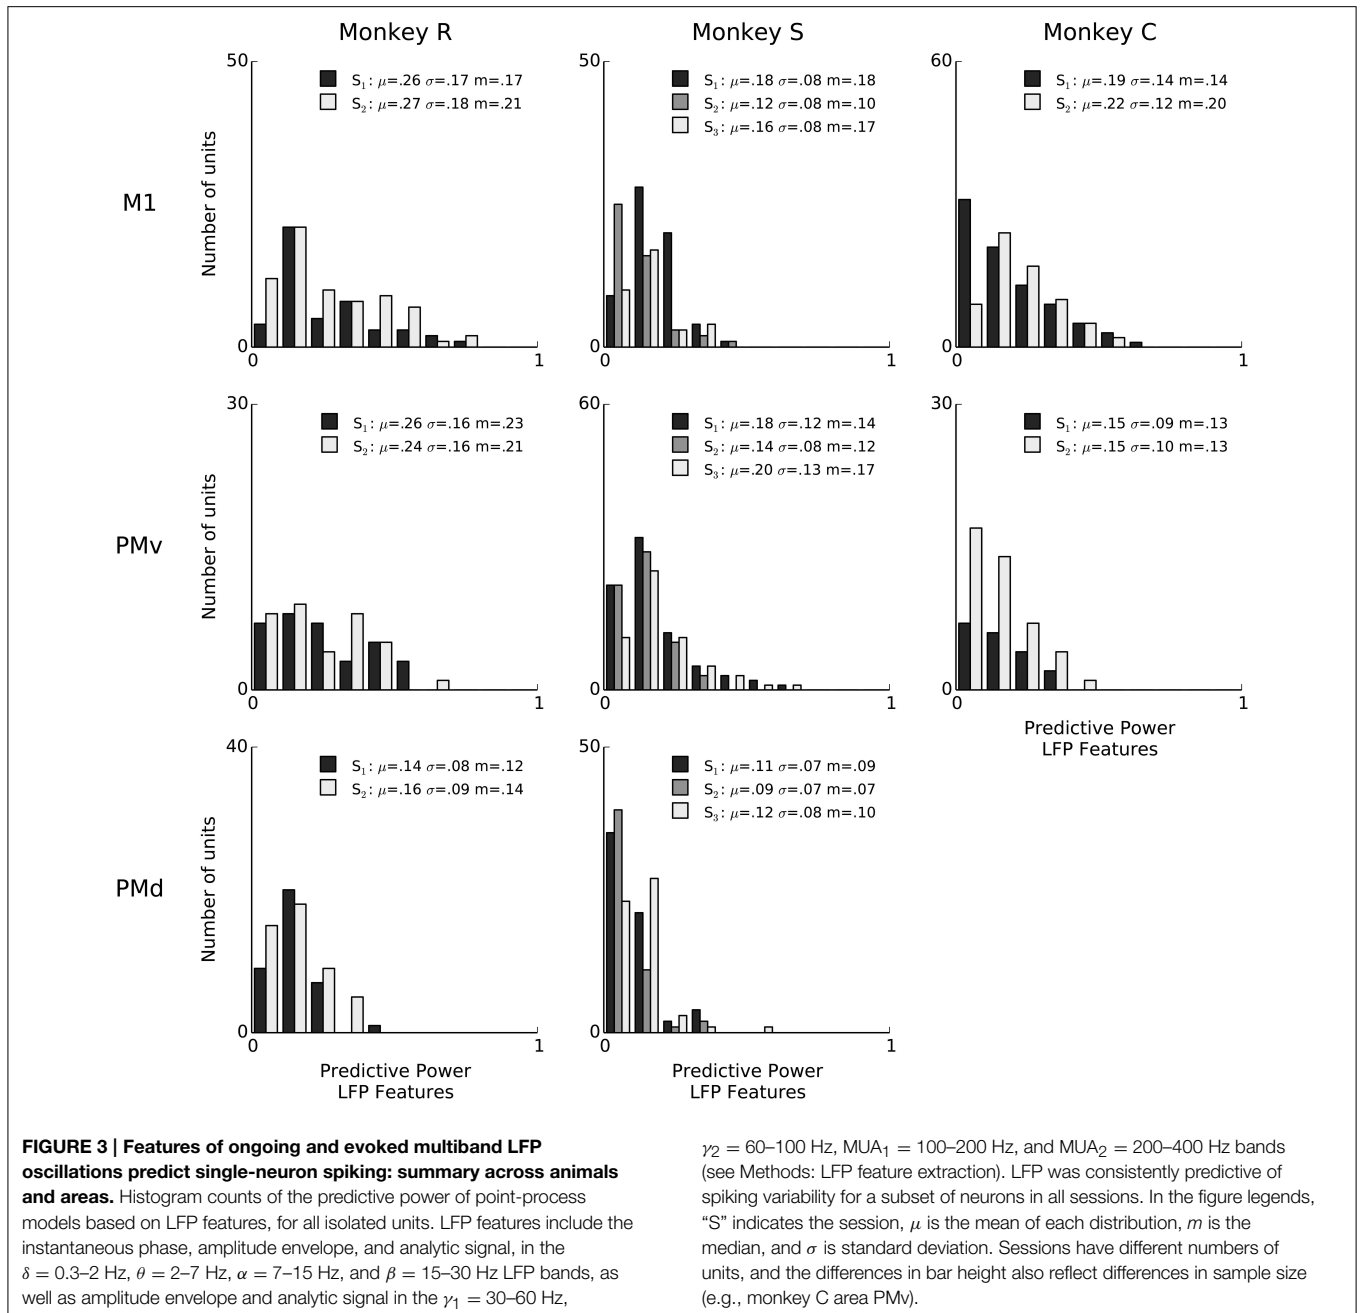 Monkey R
Monkey S
Monkey C
M1
Number of units
50
0
0
1
S₁: μ=.26 σ=.17 m=.17
S₂: μ=.27 σ=.18 m=.21
50
0
0
1
S₁: μ=.18 σ=.08 m=.18
S₂: μ=.12 σ=.08 m=.10
S₃: μ=.16 σ=.08 m=.17
60
0
0
1
S₁: μ=.19 σ=.14 m=.14
S₂: μ=.22 σ=.12 m=.20
PMv
Number of units
30
0
0
1
S₁: μ=.26 σ=.16 m=.23
S₂: μ=.24 σ=.16 m=.21
60
0
0
1
S₁: μ=.18 σ=.12 m=.14
S₂: μ=.14 σ=.08 m=.12
S₃: μ=.20 σ=.13 m=.17
30
0
0
1
S₁: μ=.15 σ=.09 m=.13
S₂: μ=.15 σ=.10 m=.13
Predictive Power
LFP Features
PMd
Number of units
40
0
0
1
S₁: μ=.14 σ=.08 m=.12
S₂: μ=.16 σ=.09 m=.14
Predictive Power
LFP Features
50
0
0
1
S₁: μ=.11 σ=.07 m=.09
S₂: μ=.09 σ=.07 m=.07
S₃: μ=.12 σ=.08 m=.10
Predictive Power
LFP Features
FIGURE 3 | Features of ongoing and evoked multiband LFP
oscillations predict single-neuron spiking: summary across animals
and areas. Histogram counts of the predictive power of point-process
models based on LFP features, for all isolated units. LFP features include the
instantaneous phase, amplitude envelope, and analytic signal, in the
δ = 0.3–2 Hz, θ = 2–7 Hz, α = 7–15 Hz, and β = 15–30 Hz LFP bands, as
well as amplitude envelope and analytic signal in the γ₁ = 30–60 Hz,
γ₂ = 60–100 Hz, MUA₁ = 100–200 Hz, and MUA₂ = 200–400 Hz bands
(see Methods: LFP feature extraction). LFP was consistently predictive of
spiking variability for a subset of neurons in all sessions. In the figure legends,
“S” indicates the session, μ is the mean of each distribution, m is the
median, and σ is standard deviation. Sessions have different numbers of
units, and the differences in bar height also reflect differences in sample size
(e.g., monkey C area PMv).